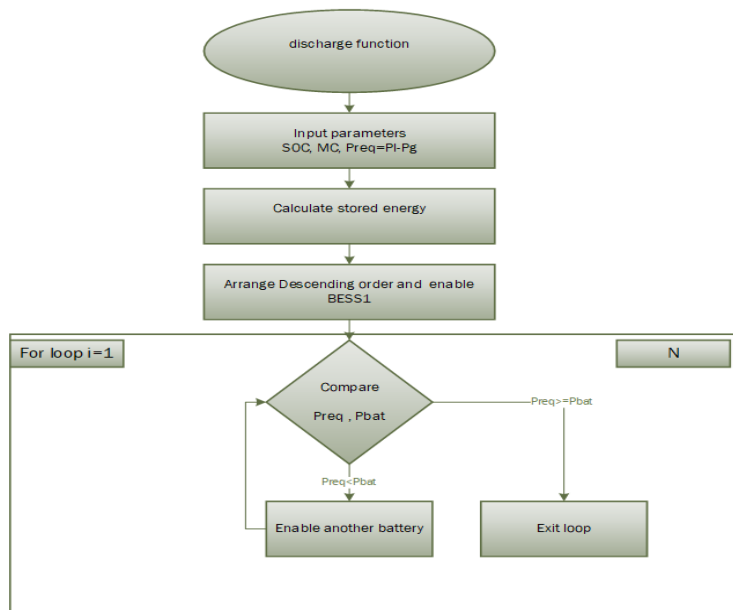 discharge function
Input parameters
SOC, MC, Preq=Pl-Pg
Calculate stored energy
Arrange Descending order and enable
BESS1
For loop i=1
N
Compare
Preq , Pbat
Preq>=Pbat
Preq<Pbat
Enable another battery
Exit loop